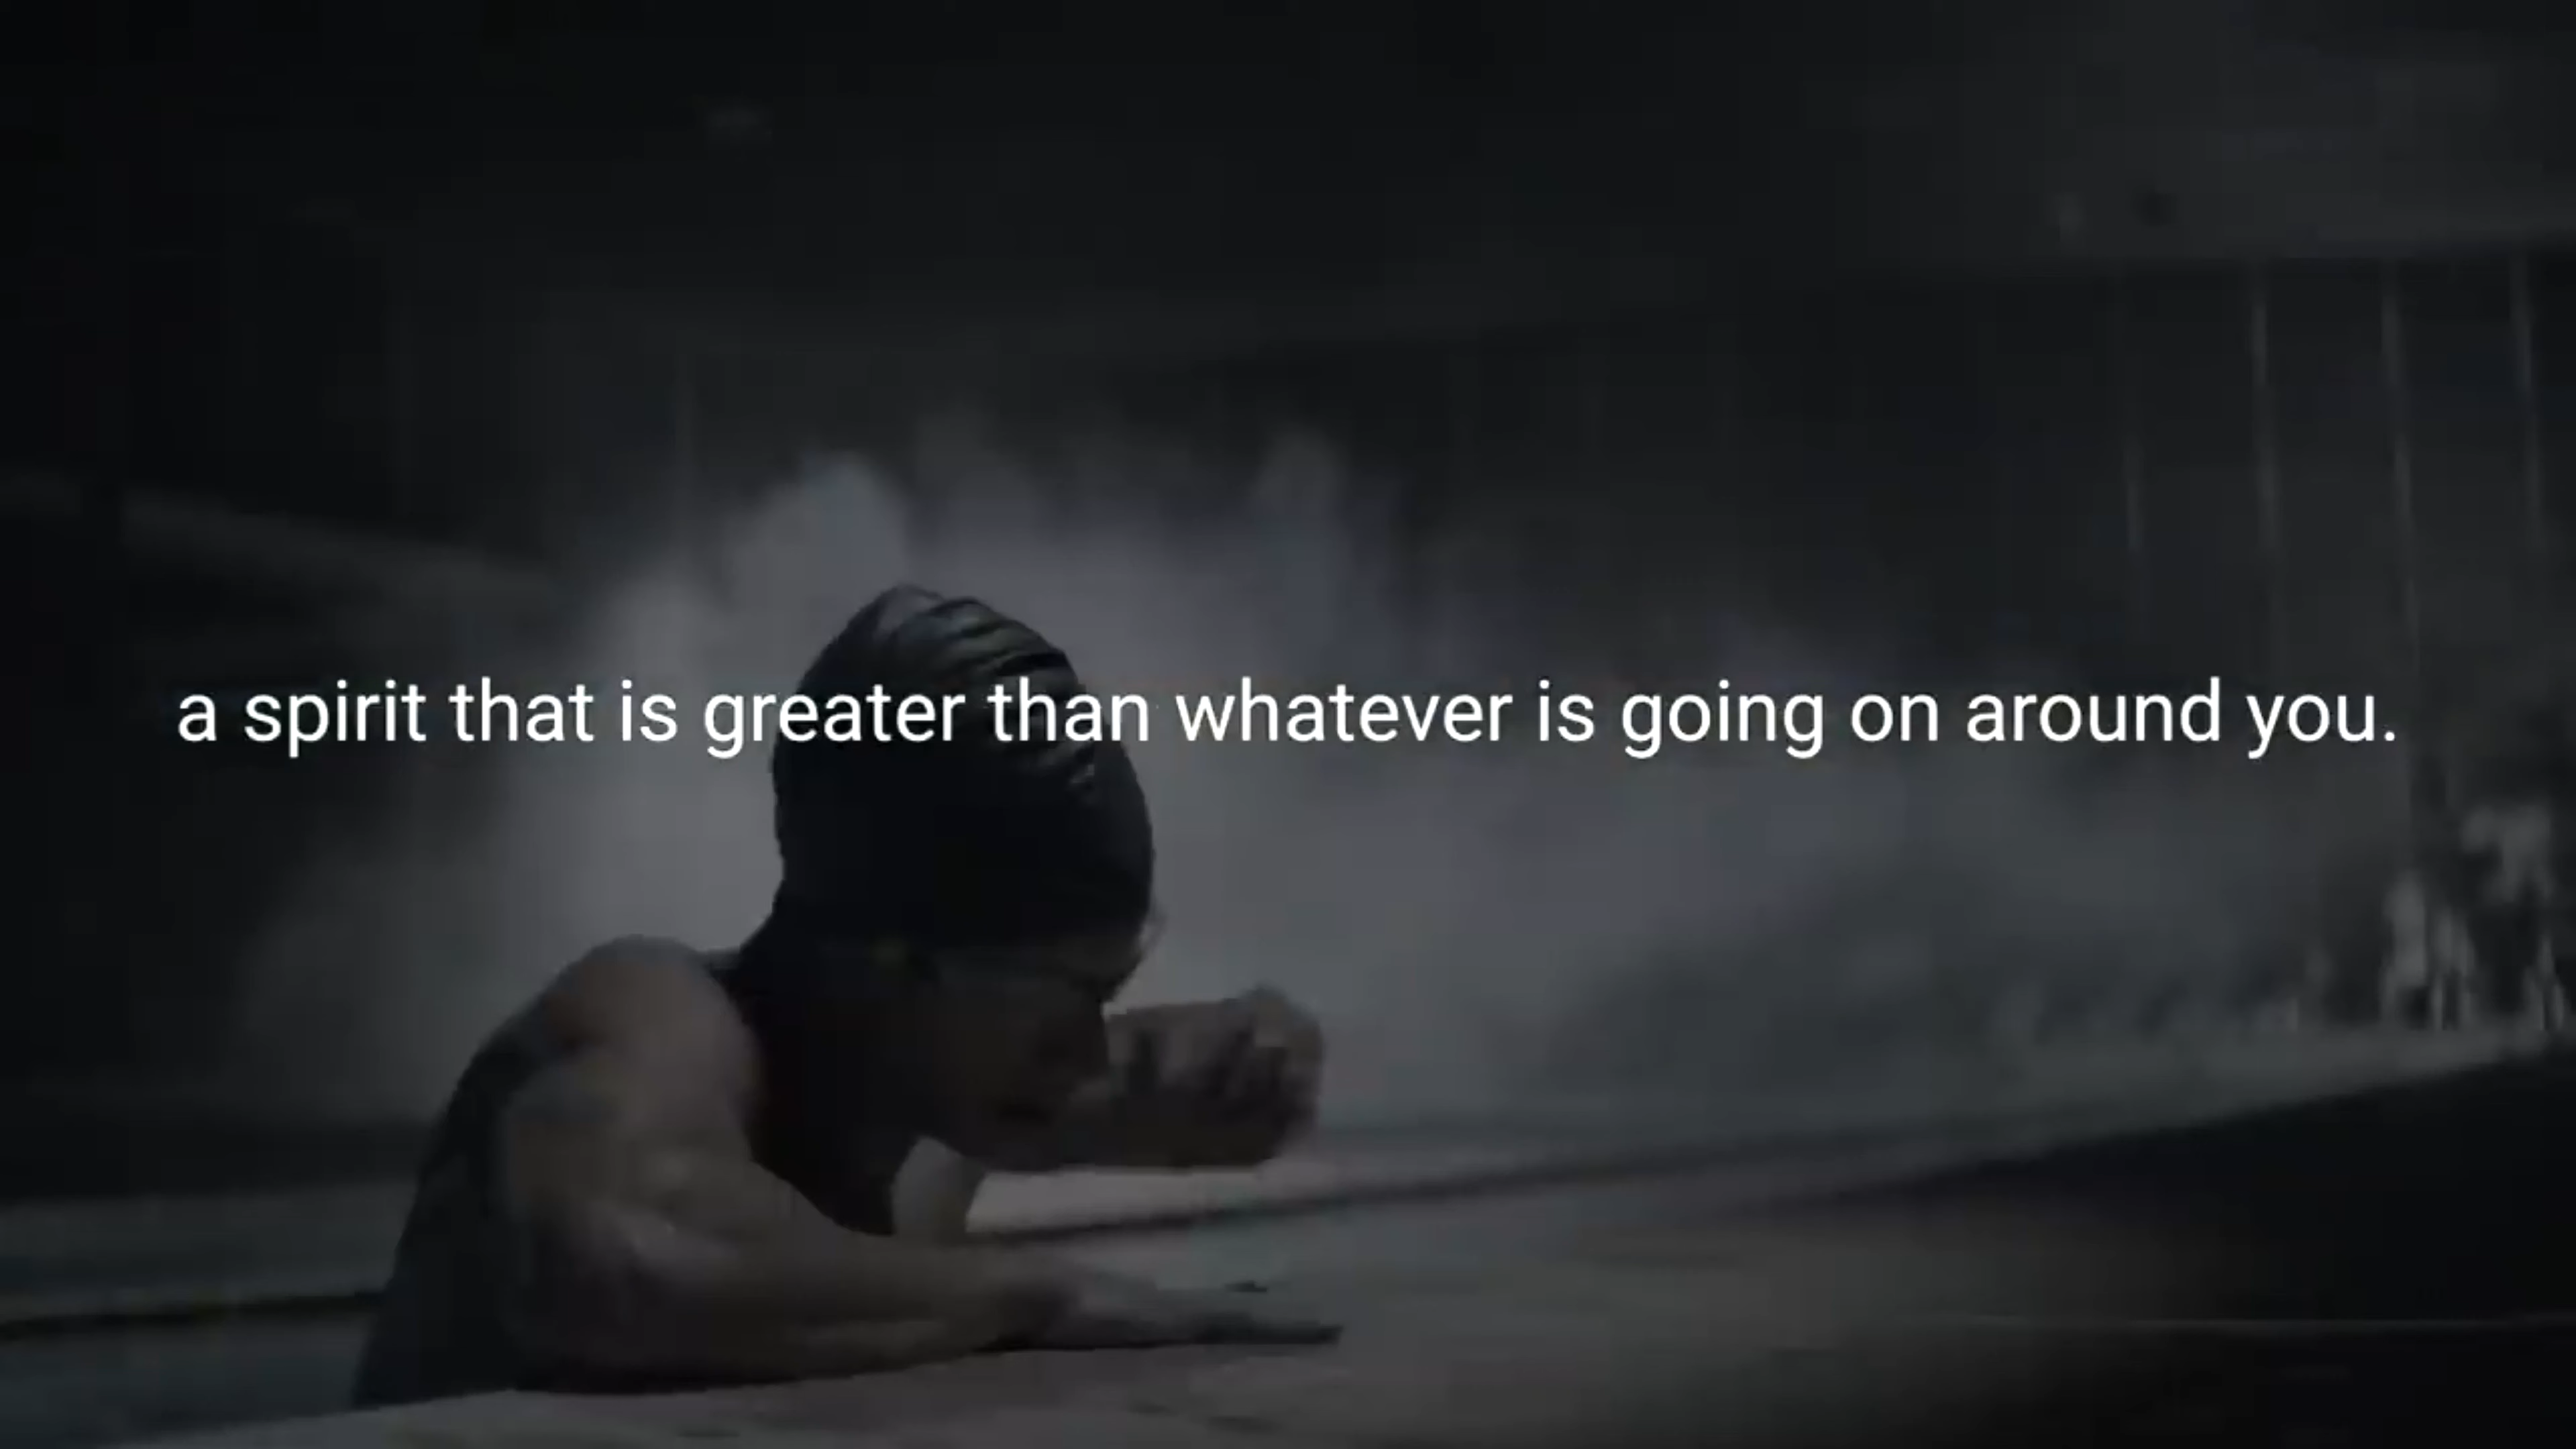 a spirit that is greater than whatever is going on around you.